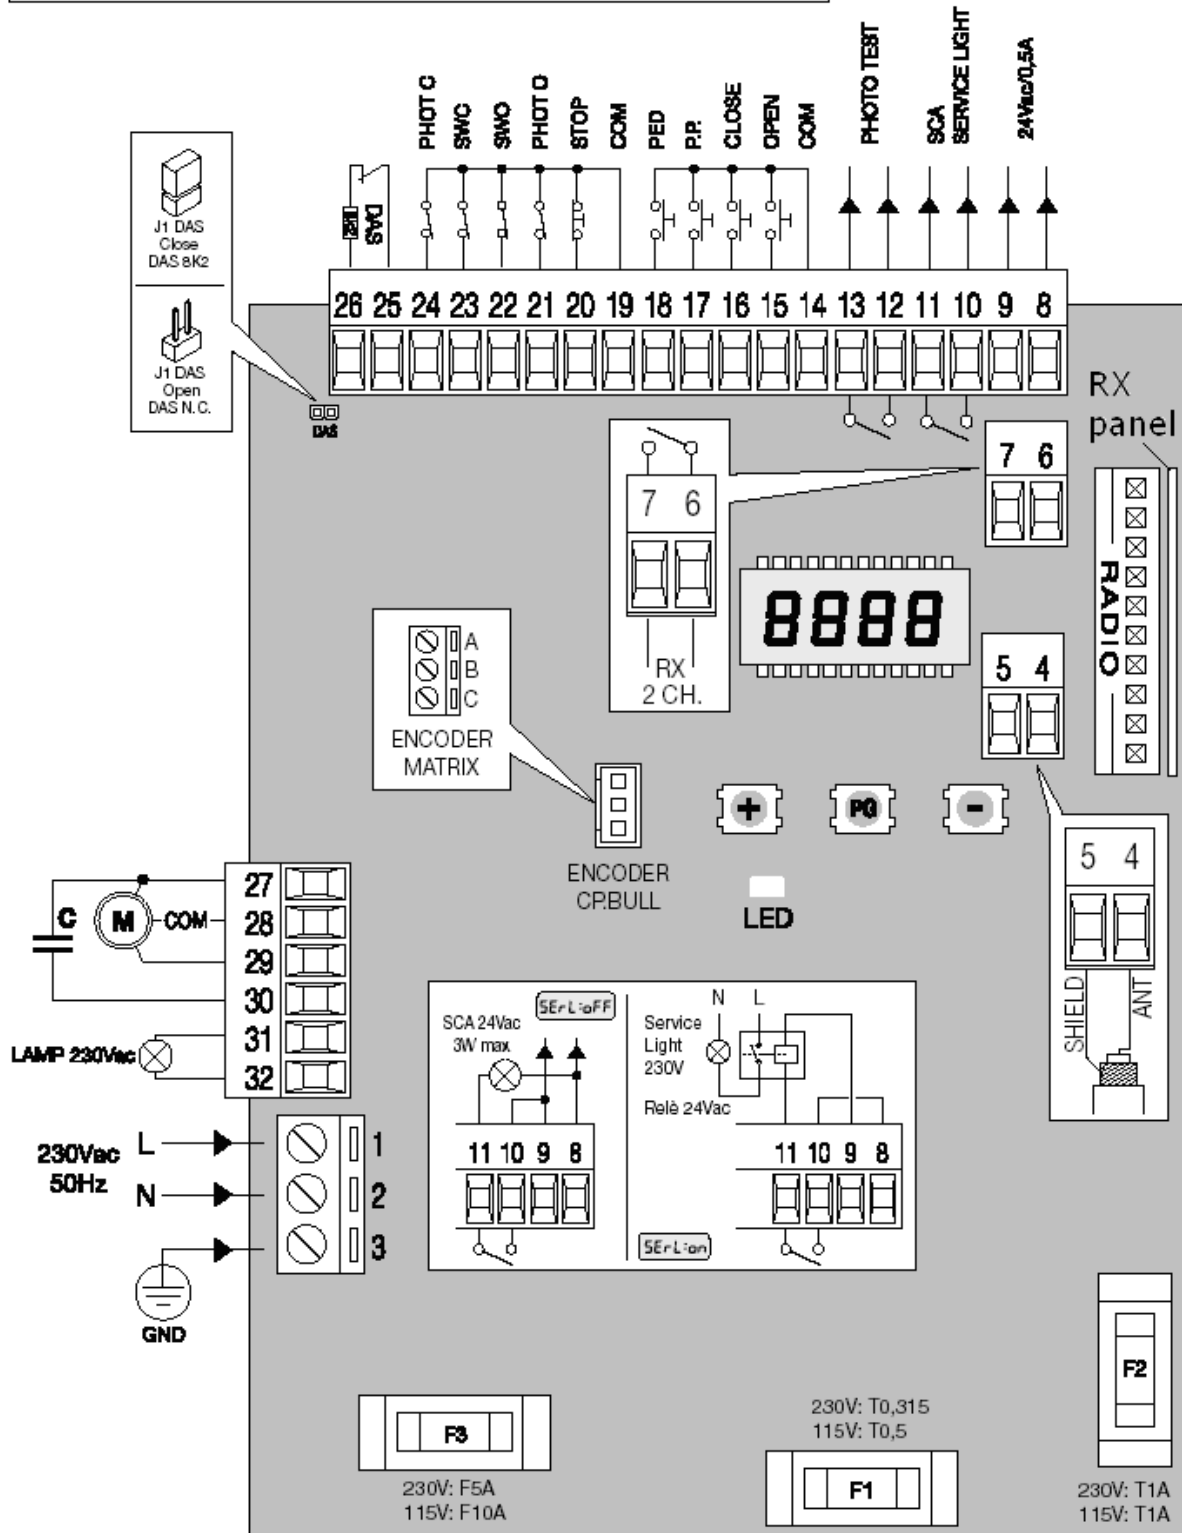 PHOT C
SWC
SWO
PHOT O
STOP
COM
PED
P.P.
CLOSE
OPEN
COM
PHOTO TEST
SCA
SERVICE LIGHT
24Vac/0,5A
8K2
DAS
J1 DAS
Close
DAS 8K2
J1 DAS
Open
DAS N.C.
26 25 24 23 22 21 20 19 18 17 16 15 14 13 12 11 10 9 8
DAS
RX
panel
7 6
7 6
RX
2 CH.
RADIO
8888
5 4
A
B
C
ENCODER
MATRIX
ENCODER
CP.BULL
+
PG
-
LED
5 4
SHIELD
ANT
27
28
29
30
31
32
C
M
COM
LAMP 230Vac
230Vac
50Hz
L
N
GND
1
2
3
SCA 24Vac
3W max
SErL:oFF
11 10 9 8
N L
Service
Light
230V
Relè 24Vac
11 10 9 8
SErL:on
F3
230V: F5A
115V: F10A
230V: T0,315
115V: T0,5
F1
F2
230V: T1A
115V: T1A